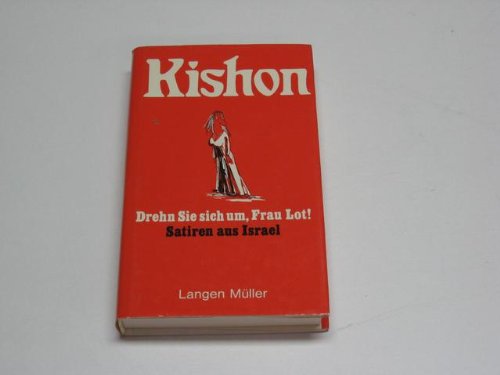 Kishon
Drehn Sie sich um, Frau Lot!
Satiren aus Israel
Langen Müller